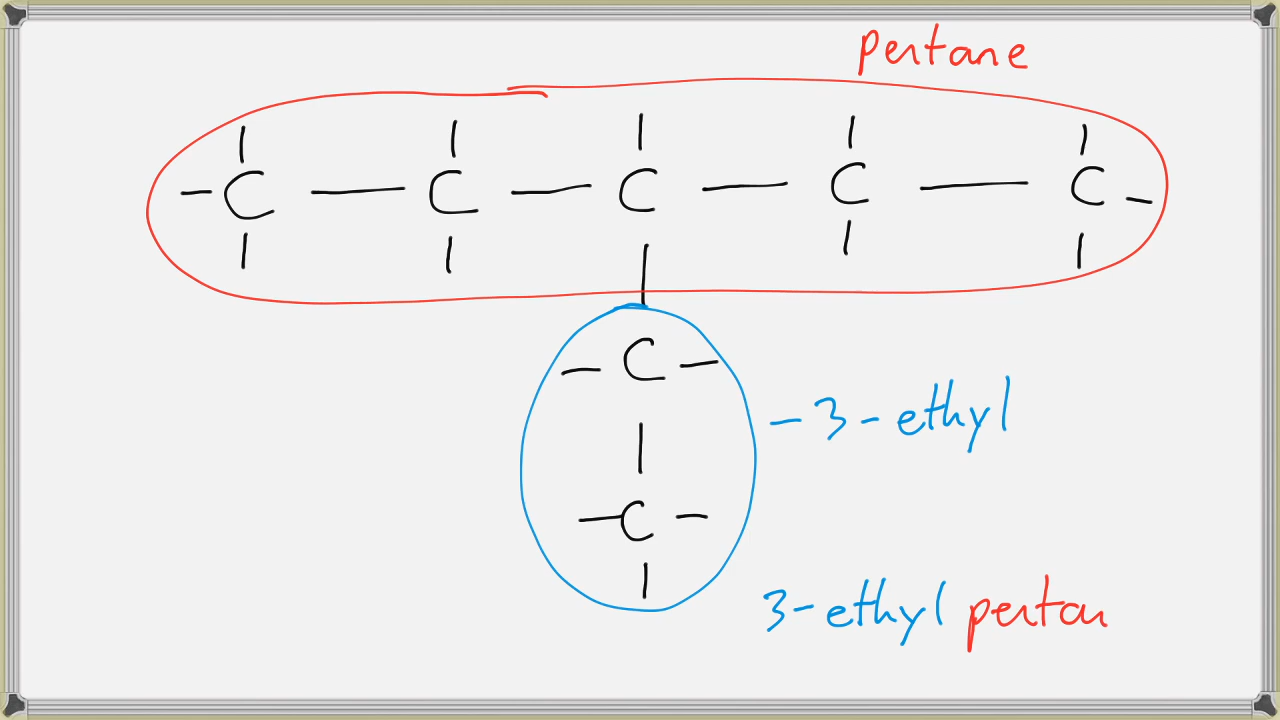 pentane
C C C C C
C
-3-ethyl
C
3-ethyl pentan